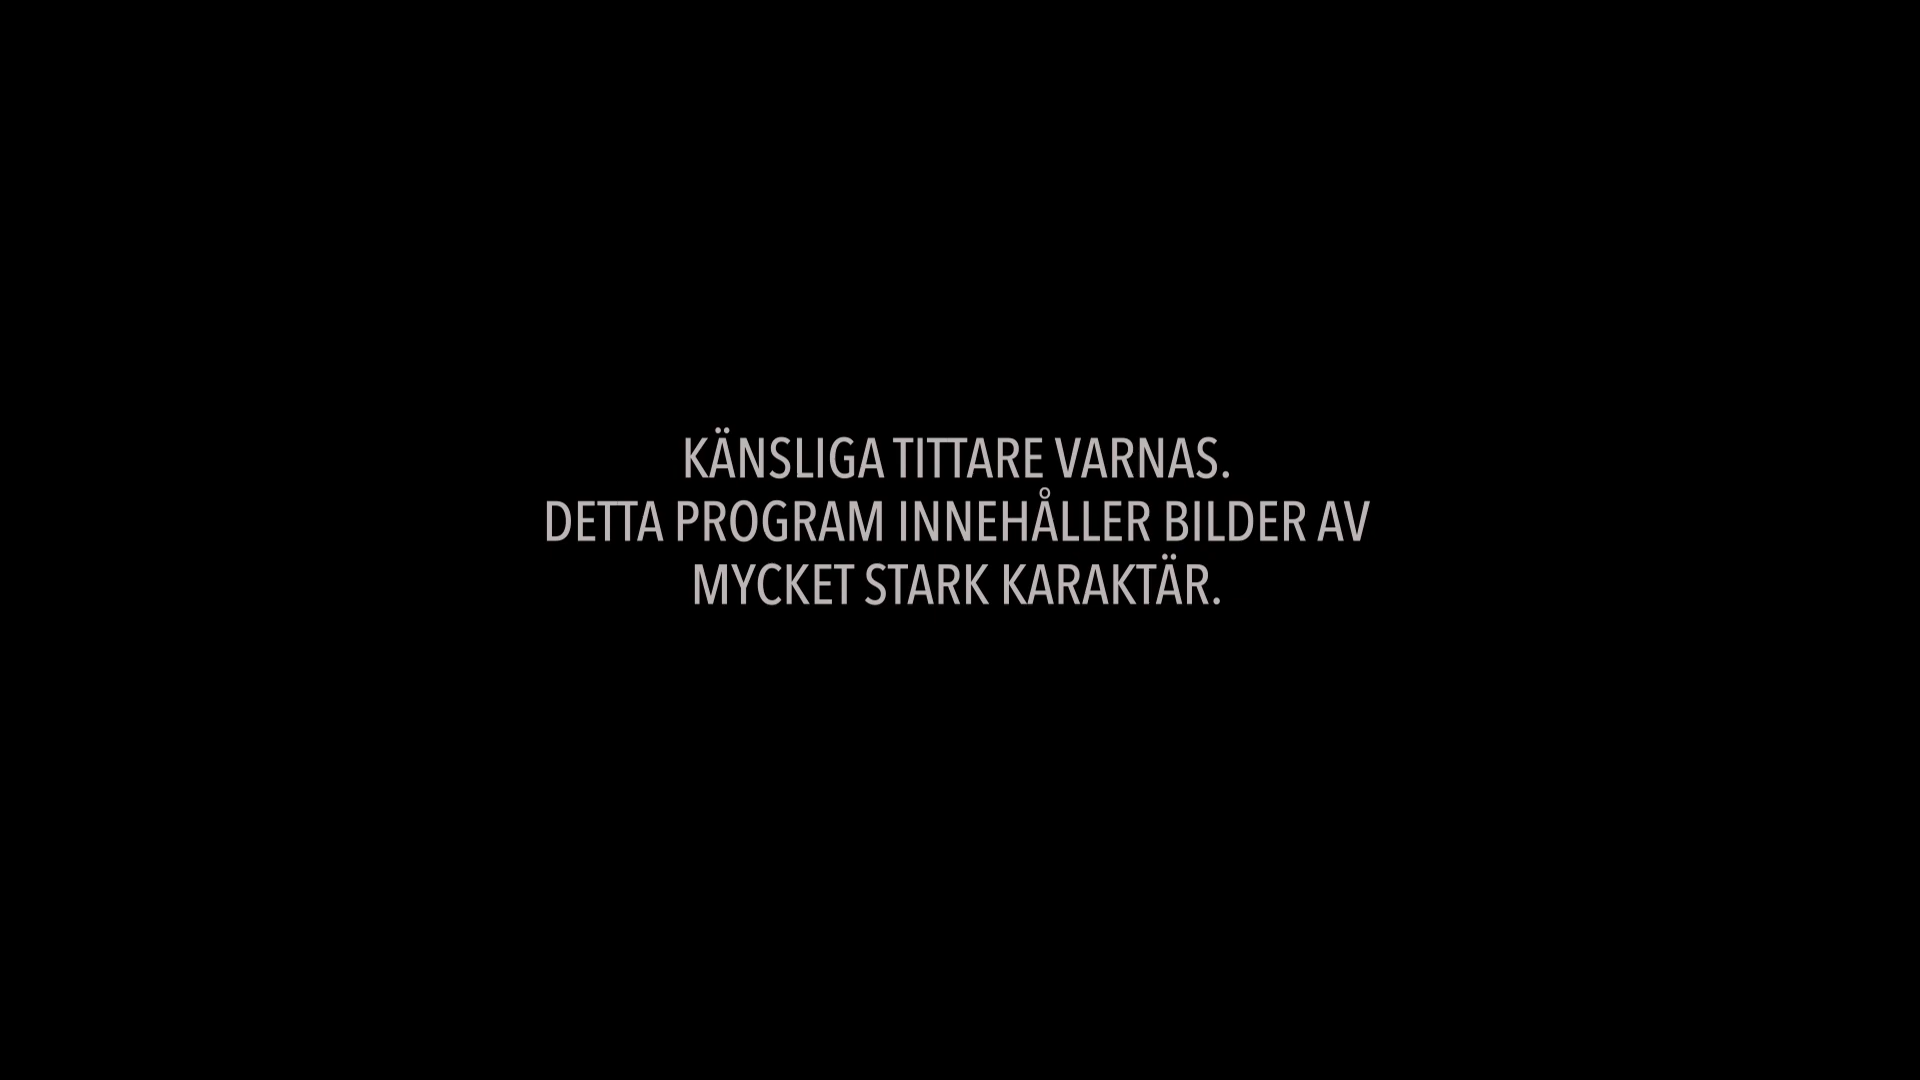 KÄNSLIGA TITTARE VARNAS.
DETTA PROGRAM INNEHÅLLER BILDER AV
MYCKET STARK KARAKTÄR.